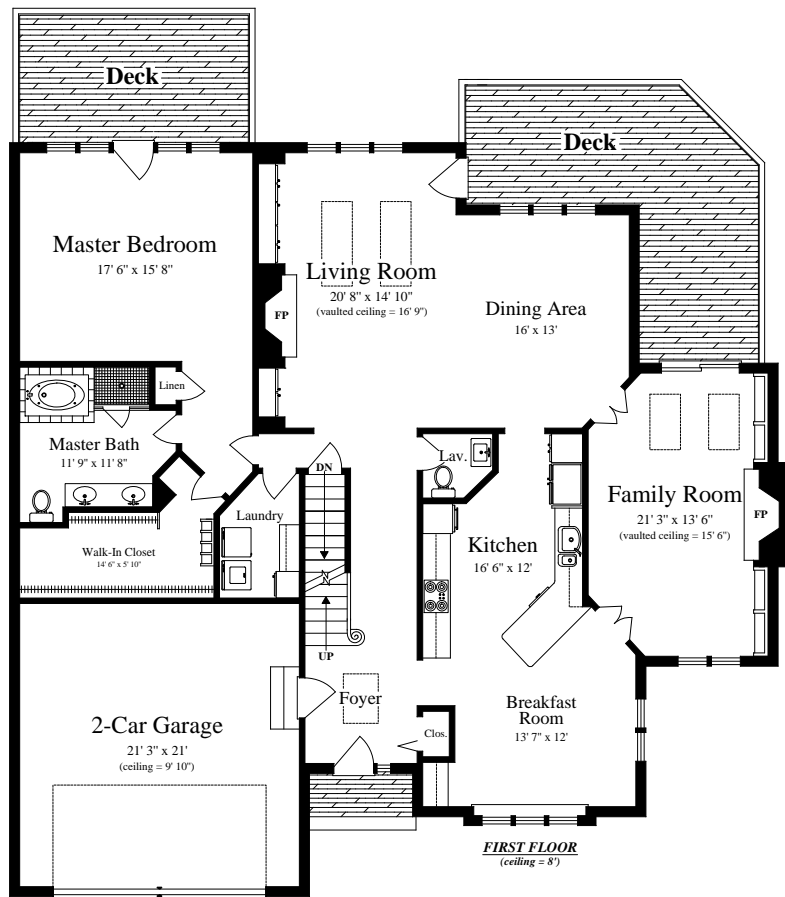 Deck
Deck
Master Bedroom
17' 6" x 15' 8"
Living Room
20' 8" x 14' 10"
(vaulted ceiling = 16' 9")
FP
Dining Area
16' x 13'
Linen
Master Bath
11' 9" x 11' 8"
Lav.
DN
Laundry
Family Room
21' 3" x 13' 6"
(vaulted ceiling = 15' 6")
FP
Kitchen
16' 6" x 12'
Walk-In Closet
14' 6" x 5' 10"
UP
Foyer
Breakfast
Room
13' 7" x 12'
Clos.
2-Car Garage
21' 3" x 21'
(ceiling = 9' 10")
FIRST FLOOR
(ceiling = 8')